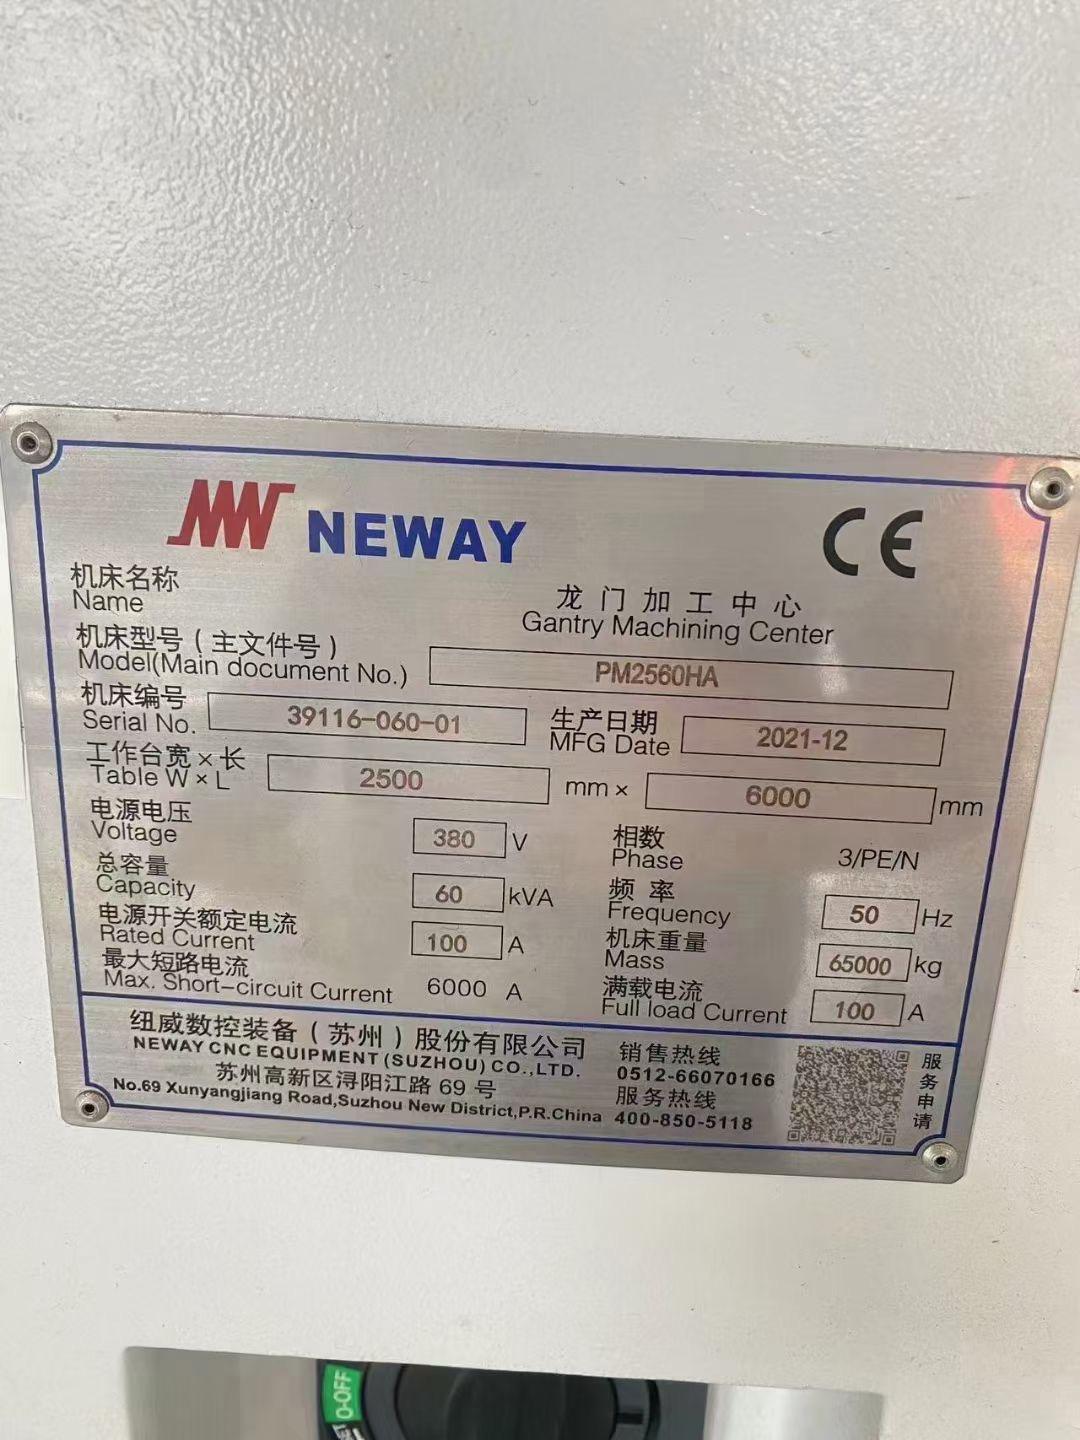 NEWAY
CE
机床名称
Name
龙门加工中心
Gantry Machining Center
机床型号(主文件号)
Model(Main document No.)
PM2560HA
机床编号
Serial No.
39116-060-01
生产日期
MFG Date
2021-12
工作台宽×长
Table W×L
2500
mm×
6000
mm
电源电压
Voltage
380
V
相数
Phase
3/PE/N
总容量
Capacity
60
kVA
频率
Frequency
50
Hz
电源开关额定电流
Rated Current
100
A
机床重量
Mass
65000
kg
最大短路电流
Max. Short-circuit Current
6000 A
满载电流
Full load Current
100
A
纽威数控装备(苏州)股份有限公司
NEWAY CNC EQUIPMENT (SUZHOU) CO.,LTD.
苏州高新区浔阳江路 69 号
No.69 Xunyangjiang Road,Suzhou New District,P.R.China
销售热线
0512-66070166
服务热线
400-850-5118
服务申请
O-OFF